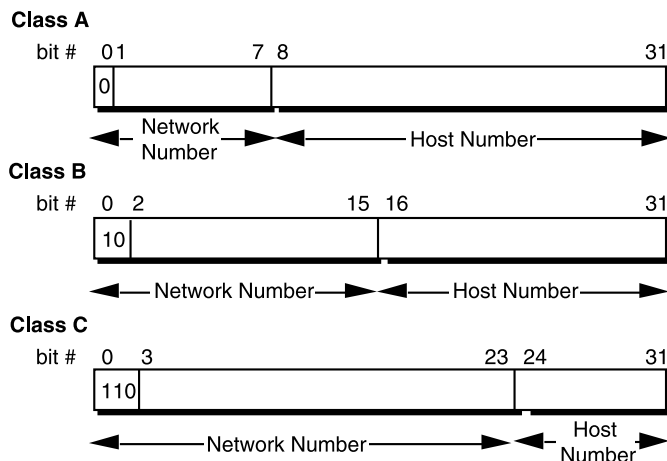 Class A
bit # 0 1 7 8 31
0
Network Number Host Number
Class B
bit # 0 2 15 16 31
10
Network Number Host Number
Class C
bit # 0 3 23 24 31
110
Network Number Host Number